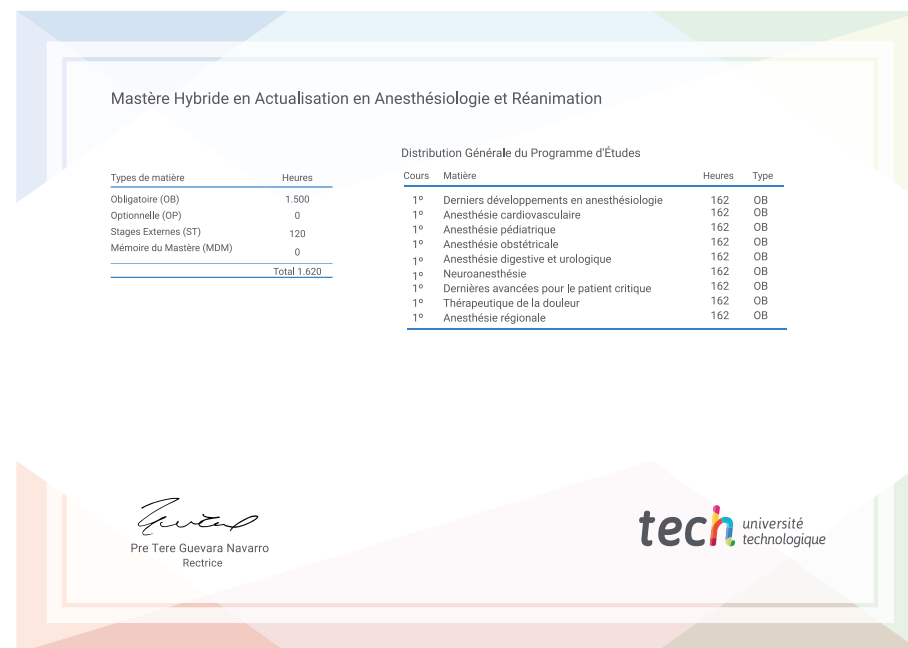 Mastère Hybride en Actualisation en Anesthésiologie et Réanimation
Types de matière Heures
Obligatoire (OB) 1.500
Optionnelle (OP) 0
Stages Externes (ST) 120
Mémoire du Mastère (MDM) 0
Total 1.620
Distribution Générale du Programme d'Études
Cours Matière Heures Type
1º Derniers développements en anesthésiologie 162 OB
1º Anesthésie cardiovasculaire 162 OB
1º Anesthésie pédiatrique 162 OB
1º Anesthésie obstétricale 162 OB
1º Anesthésie digestive et urologique 162 OB
1º Neuroanesthésie 162 OB
1º Dernières avancées pour le patient critique 162 OB
1º Thérapeutique de la douleur 162 OB
1º Anesthésie régionale 162 OB
Pre Tere Guevara Navarro
Rectrice
tech université
technologique